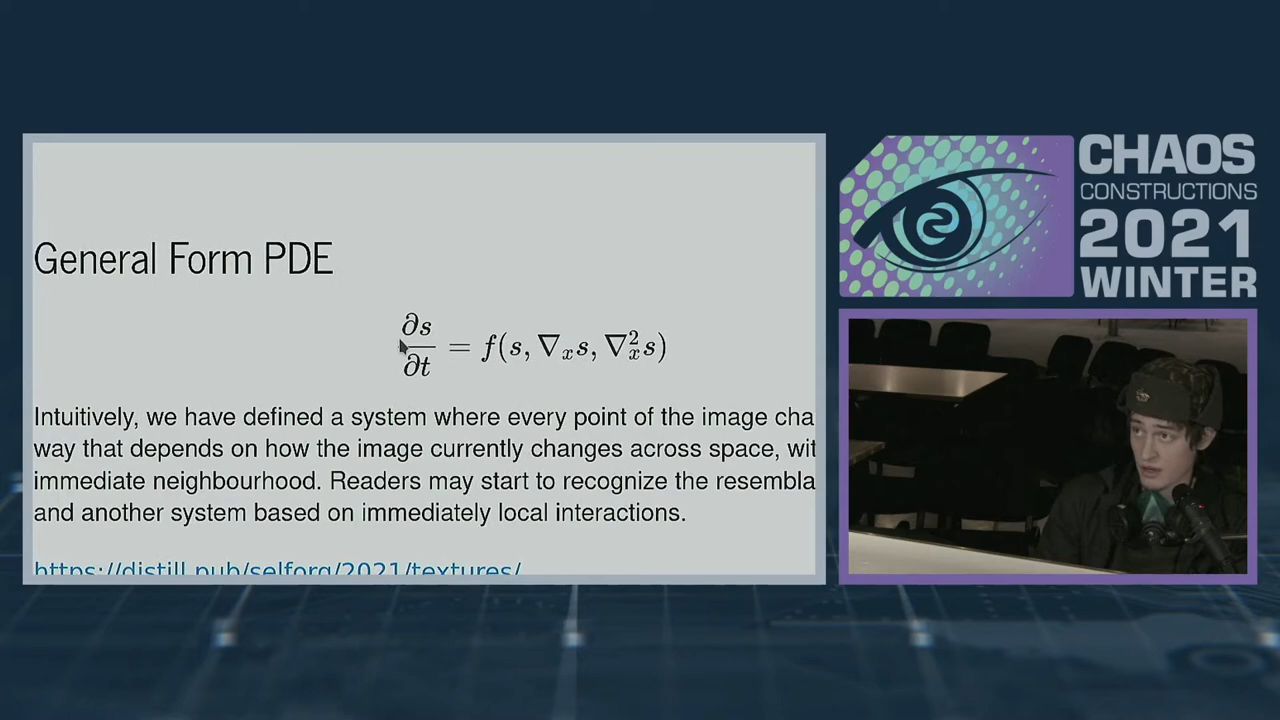 General Form PDE
∂s/∂t = f(s, ∇ₓs, ∇²ₓs)
Intuitively, we have defined a system where every point of the image cha
way that depends on how the image currently changes across space, wit
immediate neighbourhood. Readers may start to recognize the resembla
and another system based on immediately local interactions.
https://distill.pub/selforg/2021/textures/
CHAOS
CONSTRUCTIONS
2021
WINTER